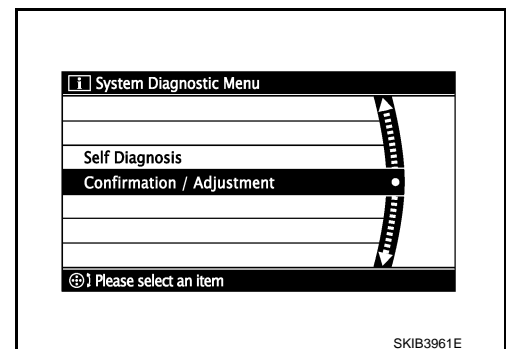 i System Diagnostic Menu
Self Diagnosis
Confirmation / Adjustment
Please select an item
SKIB3961E